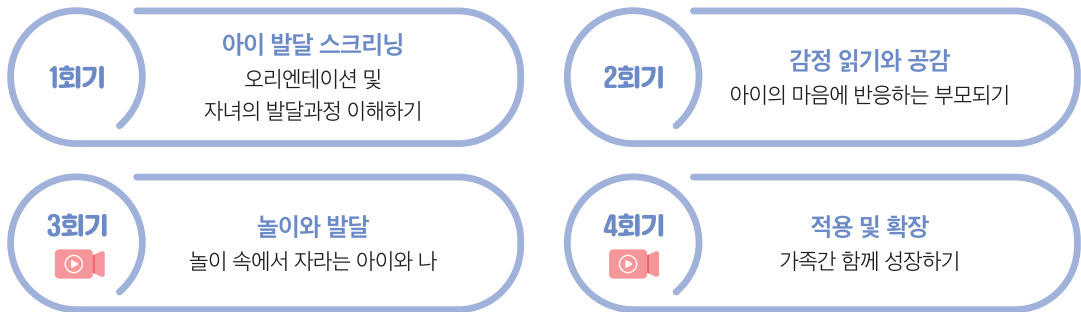 1회기
아이 발달 스크리닝
오리엔테이션 및
자녀의 발달과정 이해하기
2회기
감정 읽기와 공감
아이의 마음에 반응하는 부모되기
3회기
놀이와 발달
놀이 속에서 자라는 아이와 나
4회기
적용 및 확장
가족간 함께 성장하기